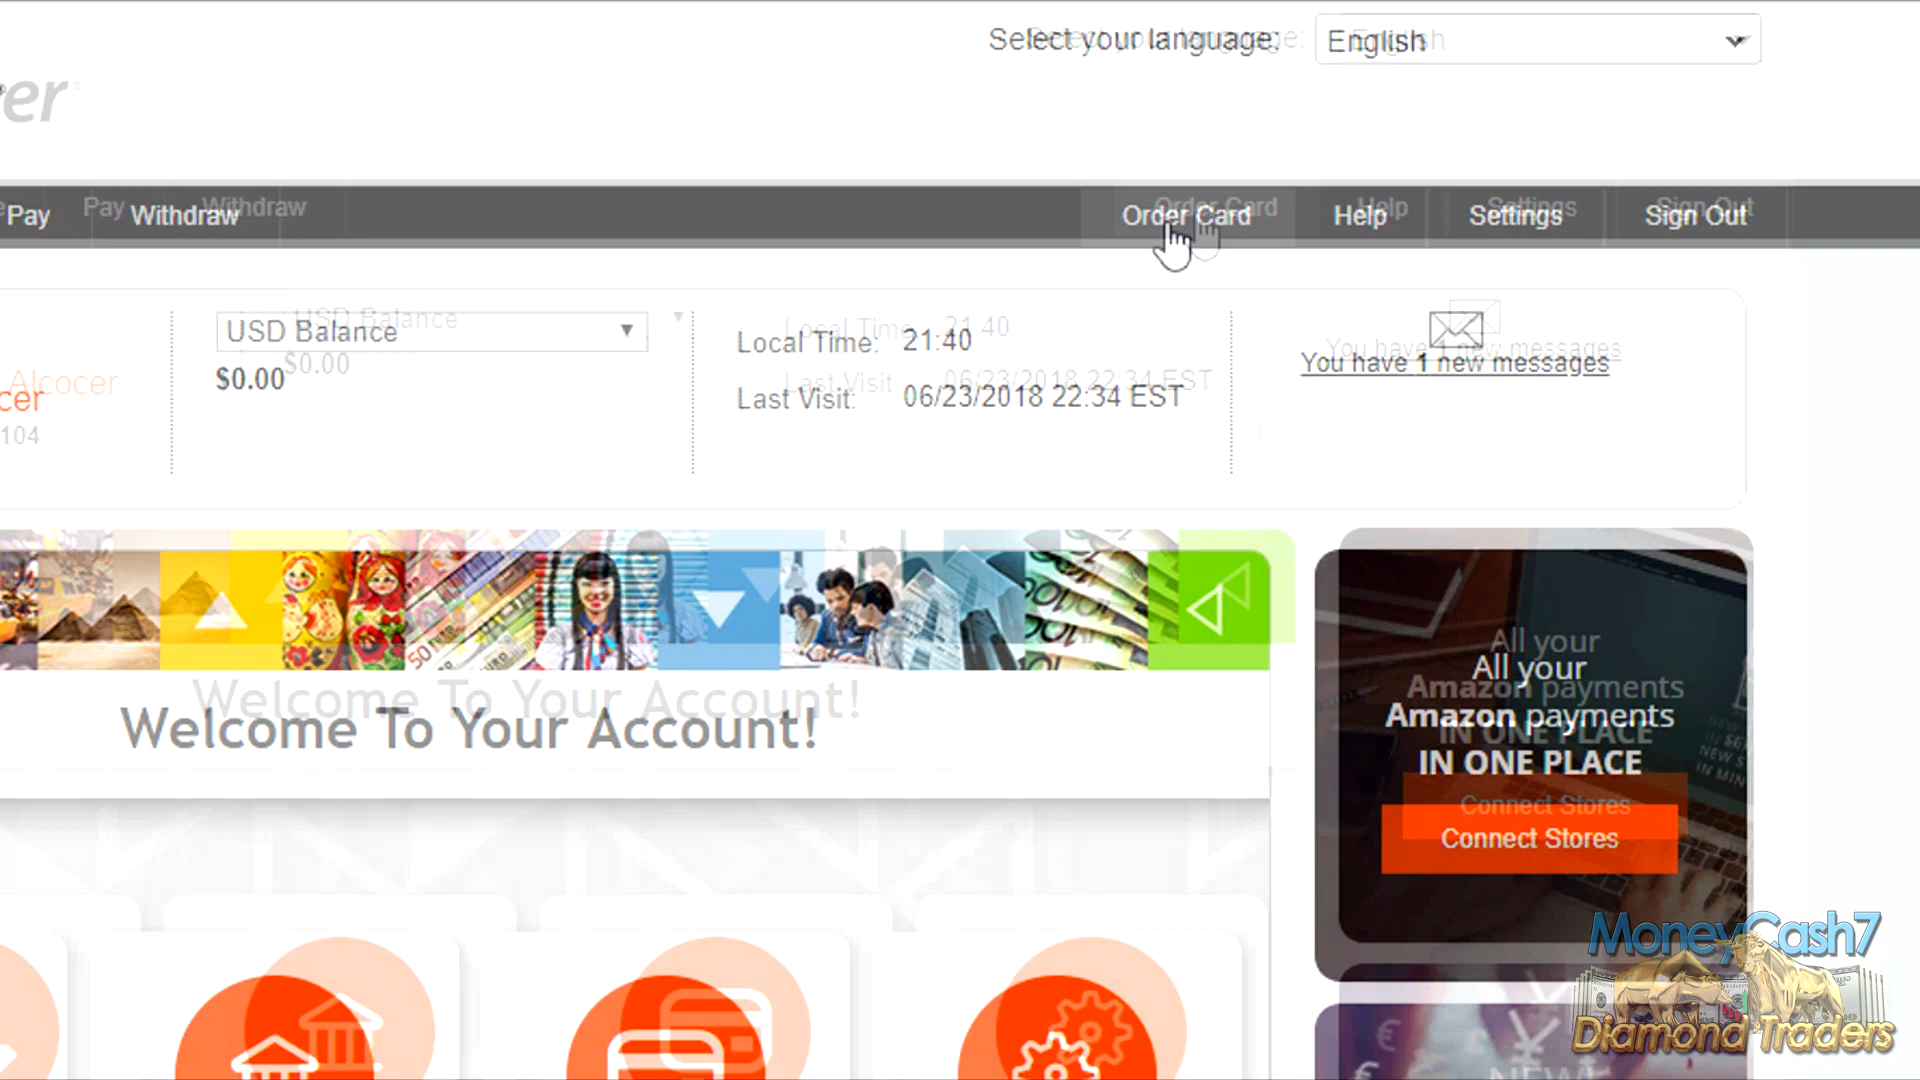 Select your language:
English
er
Pay
Withdraw
Order Card
Help
Settings
Sign Out
USD Balance
$0.00
Local Time: 21:40
Last Visit: 06/23/2018 22:34 EST
You have 1 new messages
Alcocer
cer
104
Welcome To Your Account!
All your
Amazon payments
IN ONE PLACE
Connect Stores
MoneyCash7
Diamond Traders
NEW!